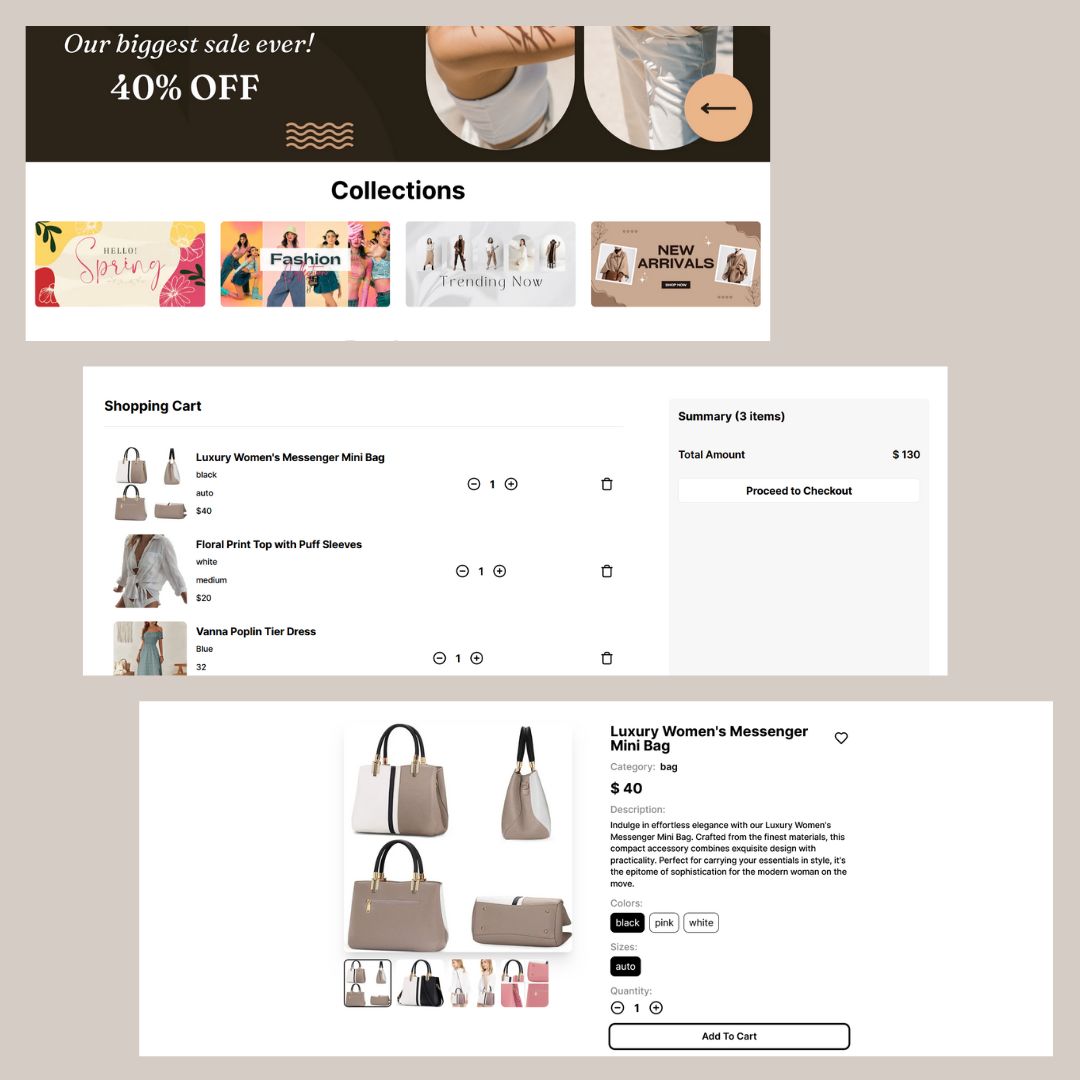 Our biggest sale ever!
40% OFF
Collections
HELLO!
Spring
Fashion
Trending Now
NEW
ARRIVALS
SHOP NOW
Shopping Cart
Luxury Women's Messenger Mini Bag
black
auto
$40
1
Floral Print Top with Puff Sleeves
white
medium
$20
1
Vanna Poplin Tier Dress
Blue
32
1
Summary (3 items)
Total Amount $ 130
Proceed to Checkout
Luxury Women's Messenger
Mini Bag
Category: bag
$ 40
Description:
Indulge in effortless elegance with our Luxury Women's
Messenger Mini Bag. Crafted from the finest materials, this
compact accessory combines exquisite design with
practicality. Perfect for carrying your essentials in style, it's
the epitome of sophistication for the modern woman on the
move.
Colors:
black pink white
Sizes:
auto
Quantity:
1
Add To Cart